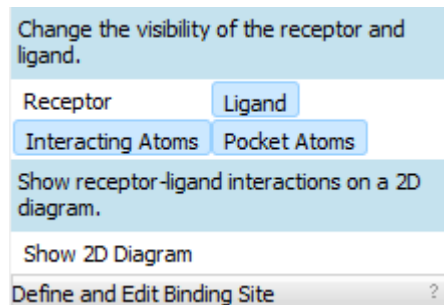 Change the visibility of the receptor and
ligand.
Receptor Ligand
Interacting Atoms Pocket Atoms
Show receptor-ligand interactions on a 2D
diagram.
Show 2D Diagram
Define and Edit Binding Site ?